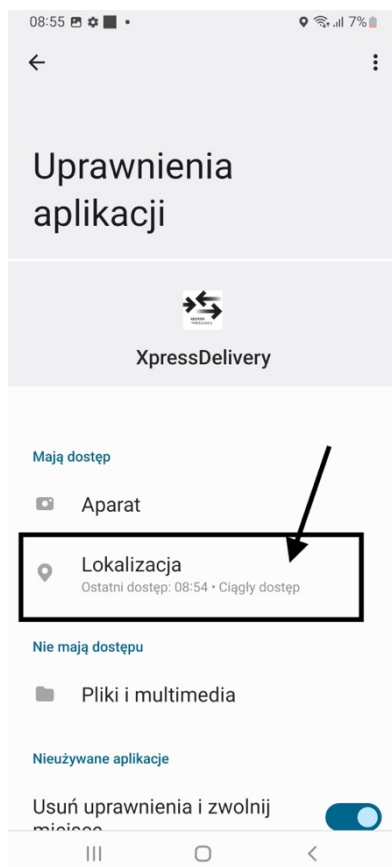 08:55
7%
Uprawnienia
aplikacji
XpressDelivery
Mają dostęp
Aparat
Lokalizacja
Ostatni dostęp: 08:54 • Ciągły dostęp
Nie mają dostępu
Pliki i multimedia
Nieużywane aplikacje
Usuń uprawnienia i zwolnij
miejsce